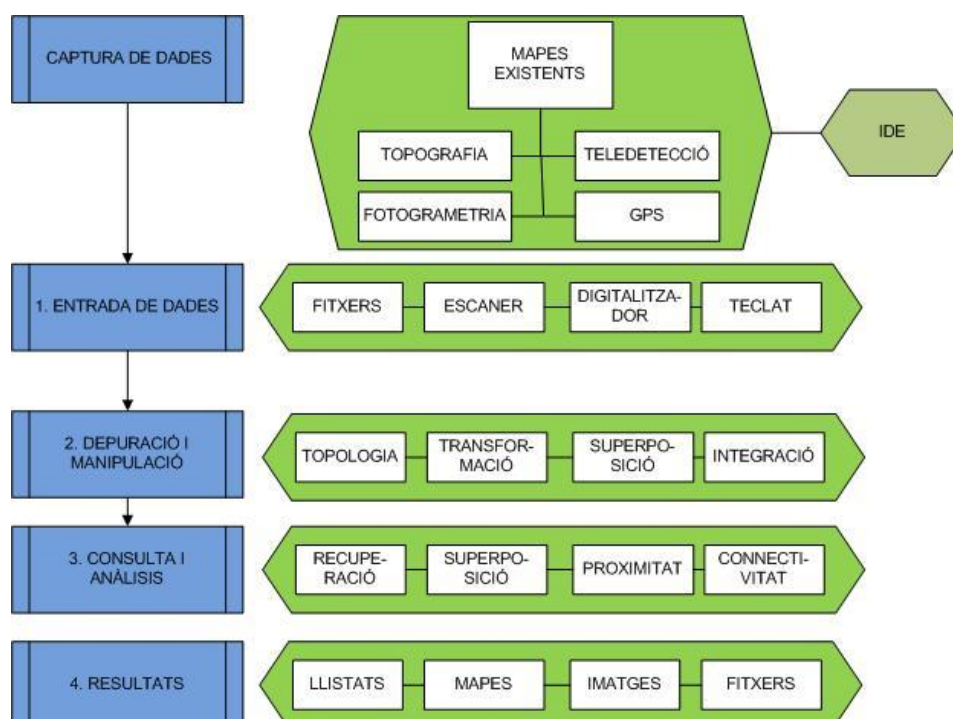 CAPTURA DE DADES
MAPES
EXISTENTS
TOPOGRAFIA
TELEDETECCIÓ
FOTOGRAMETRIA
GPS
IDE
1. ENTRADA DE DADES
FITXERS
ESCANER
DIGITALITZA-
DOR
TECLAT
2. DEPURACIÓ I
MANIPULACIÓ
TOPOLOGIA
TRANSFOR-
MACIÓ
SUPERPO-
SICIÓ
INTEGRACIÓ
3. CONSULTA I
ANÀLISIS
RECUPE-
RACIÓ
SUPERPO-
SICIÓ
PROXIMITAT
CONNECTI-
VITAT
4. RESULTATS
LLISTATS
MAPES
IMATGES
FITXERS